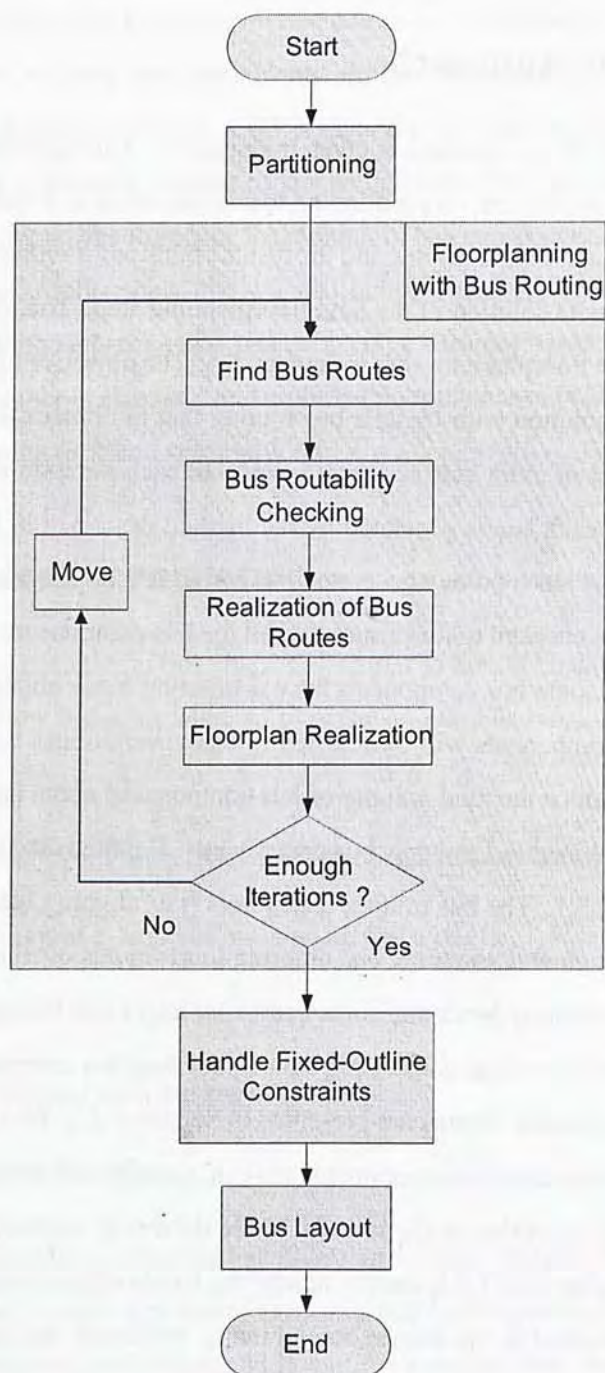 Start
Partitioning
Floorplanning
with Bus Routing
Find Bus Routes
Bus Routability
Checking
Move
Realization of Bus
Routes
Floorplan Realization
Enough
Iterations ?
No
Yes
Handle Fixed-Outline
Constraints
Bus Layout
End